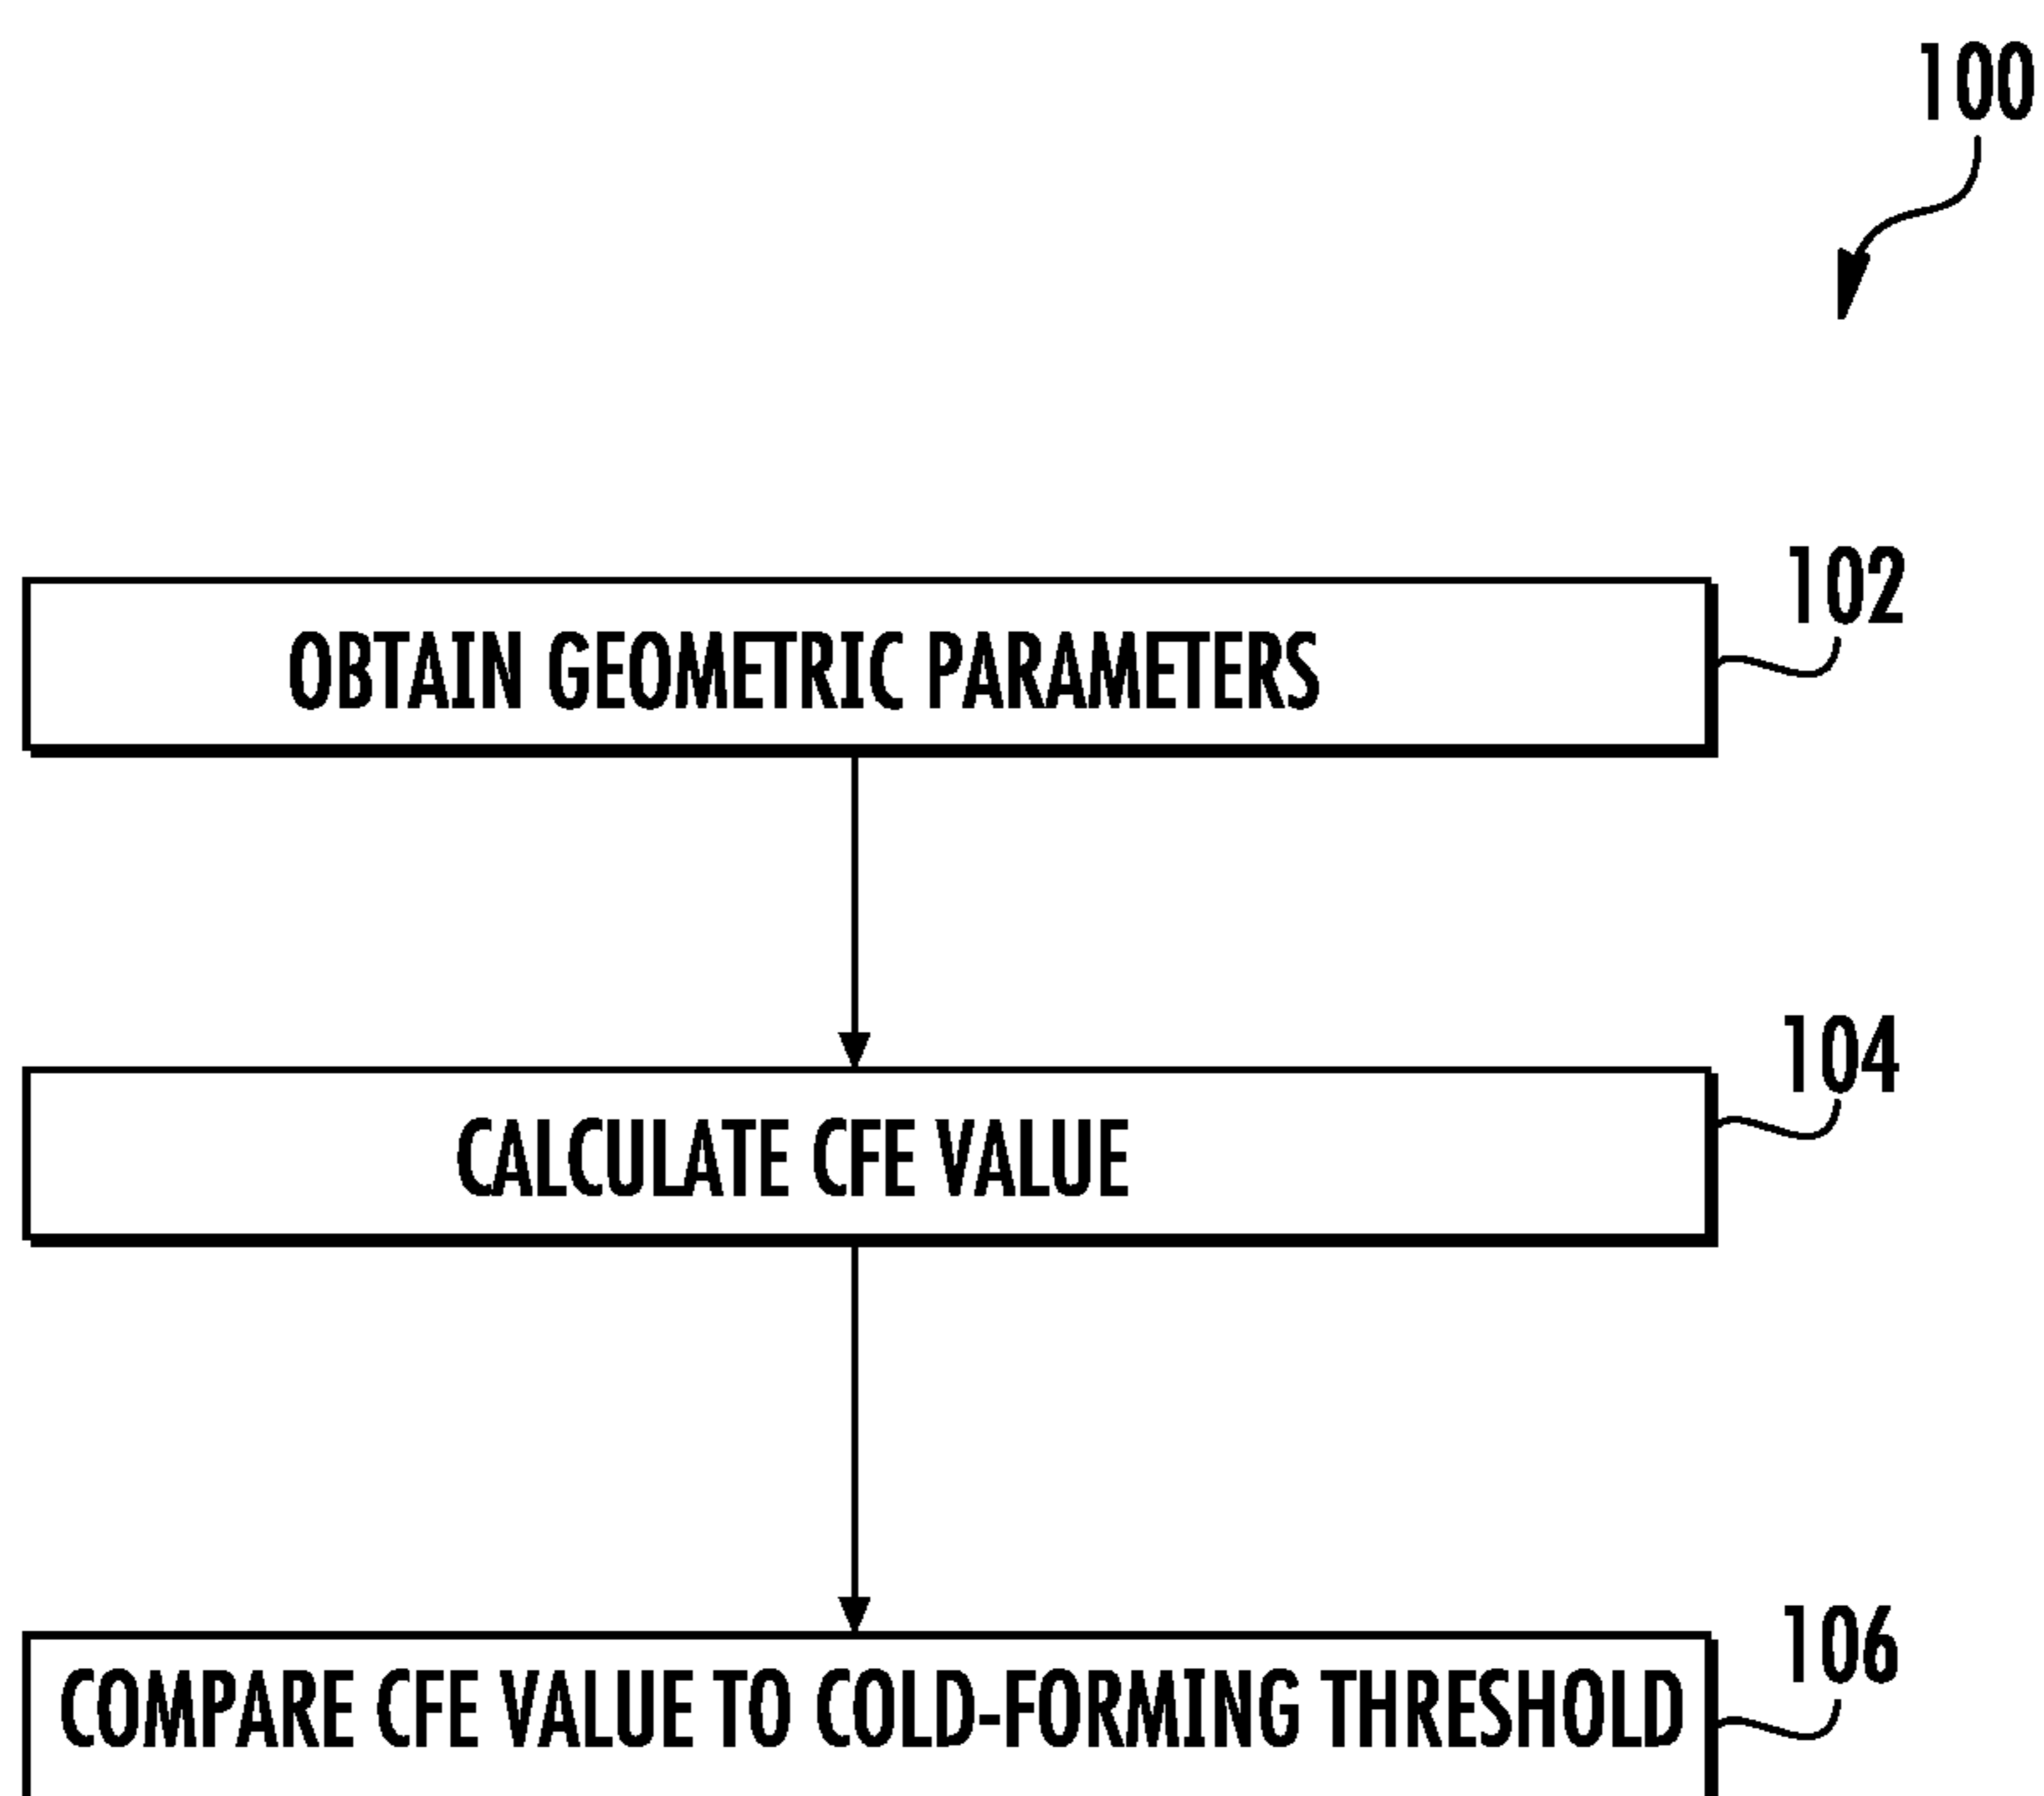 100
102
OBTAIN GEOMETRIC PARAMETERS
104
CALCULATE CFE VALUE
106
COMPARE CFE VALUE TO COLD-FORMING THRESHOLD